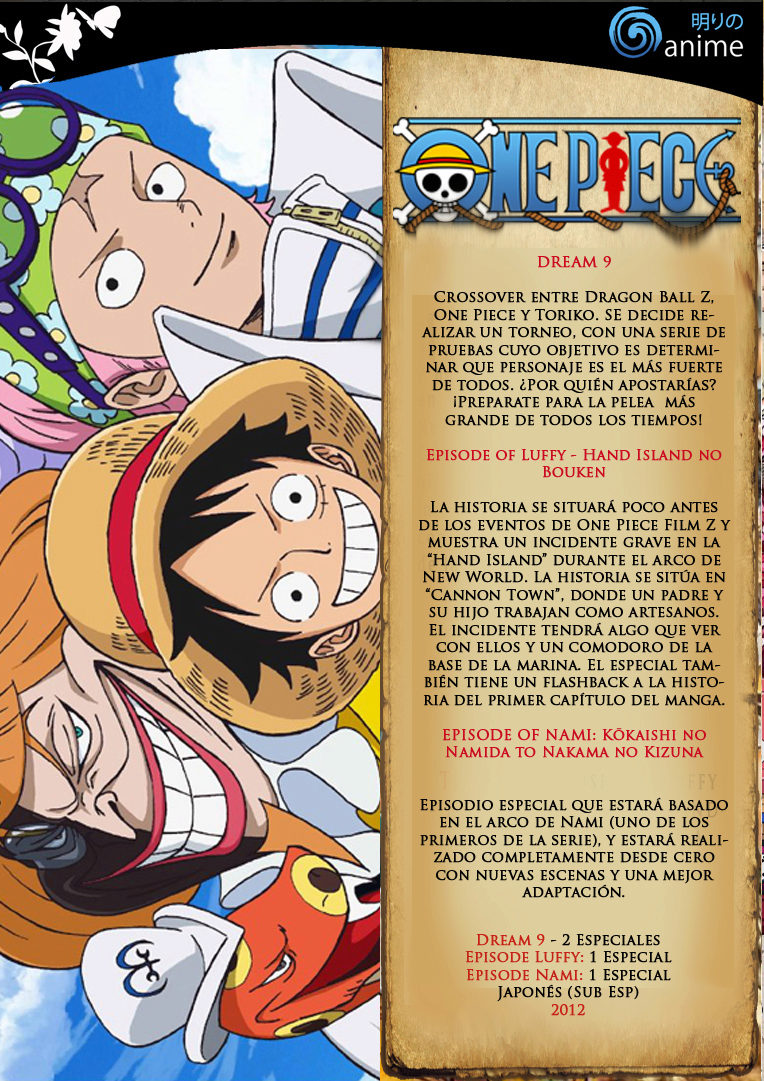 明りの
anime
ONE PIECE
DREAM 9
Crossover entre Dragon Ball Z,
One Piece y Toriko. SE decide re-
alizar un torneo, con una serie de
pruebas cuyo objetivo es determi-
nar que personaje es el más fuerte
de todos. ¿Por quién apostarías?
¡Preparate para la pelea más
grande de todos los tiempos!
Episode of Luffy - Hand Island no
Bouken
La historia se situará poco antes
de los eventos de One Piece Film Z y
muestra un incidente grave en la
“Hand Island” durante el arco de
New World. La historia se sitúa en
“Cannon Town”, donde un padre y
su hijo trabajan como artesanos.
El incidente tendrá algo que ver
con ellos y un comodoro de la
base de la marina. El especial tam-
bién tiene un flashback a la histo-
ria del primer capítulo del manga.
EPISODE OF NAMI: Kōkaishi no
Namida to Nakama no Kizuna
Episodio especial que estará basado
en el arco de Nami (uno de los
primeros de la serie), y estará reali-
zado completamente desde cero
con nuevas escenas y una mejor
adaptación.
Dream 9 - 2 Especiales
Episode Luffy: 1 Especial
Episode Nami: 1 Especial
Japonés (Sub Esp)
2012